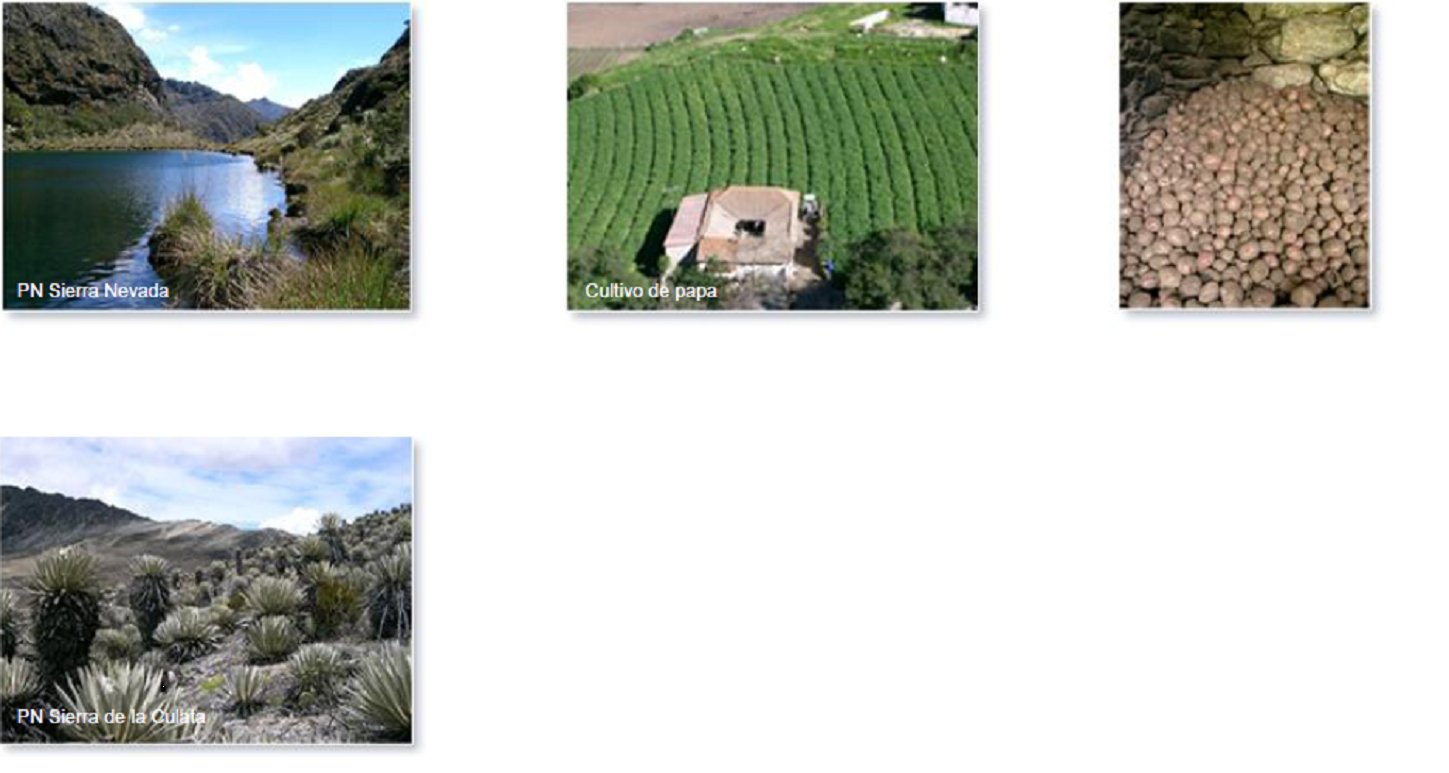 PN Sierra Nevada
Cultivo de papa
PN Sierra de la Culata